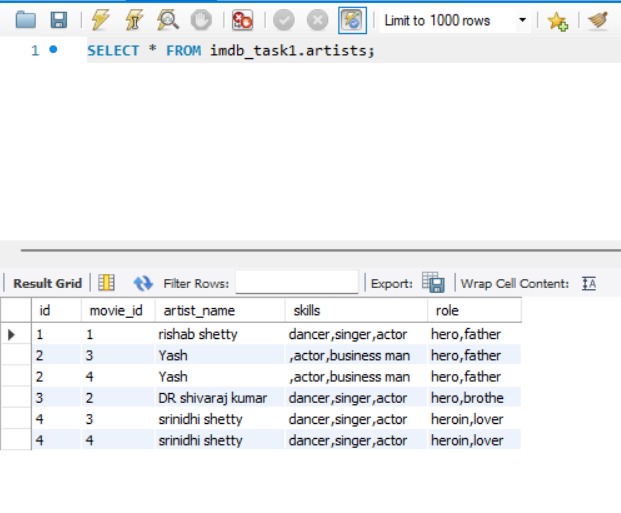 Limit to 1000 rows
1 SELECT * FROM imdb_task1.artists;
Result Grid Filter Rows: Export: Wrap Cell Content: IA
id movie_id artist_name skills role
1 1 rishab shetty dancer,singer,actor hero,father
2 3 Yash ,actor,business man hero,father
2 4 Yash ,actor,business man hero,father
3 2 DR shivaraj kumar dancer,singer,actor hero,brothe
4 3 srinidhi shetty dancer,singer,actor heroin,lover
4 4 srinidhi shetty dancer,singer,actor heroin,lover